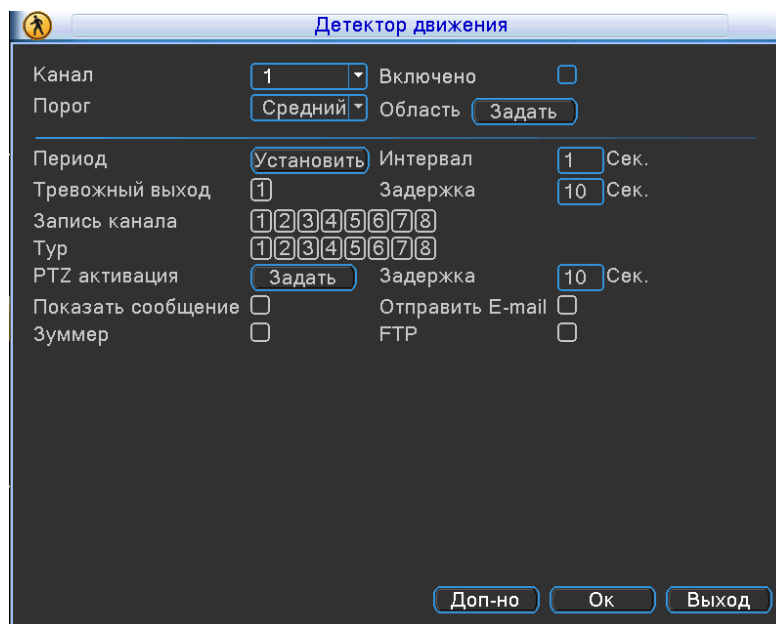 Детектор движения
Канал 1 Включено
Порог Средний Область Задать
Период Установить Интервал 1 Сек.
Тревожный выход 1 Задержка 10 Сек.
Запись канала 1 2 3 4 5 6 7 8
Тур 1 2 3 4 5 6 7 8
PTZ активация Задать Задержка 10 Сек.
Показать сообщение Отправить E-mail
Зуммер FTP
Доп-но Ок Выход